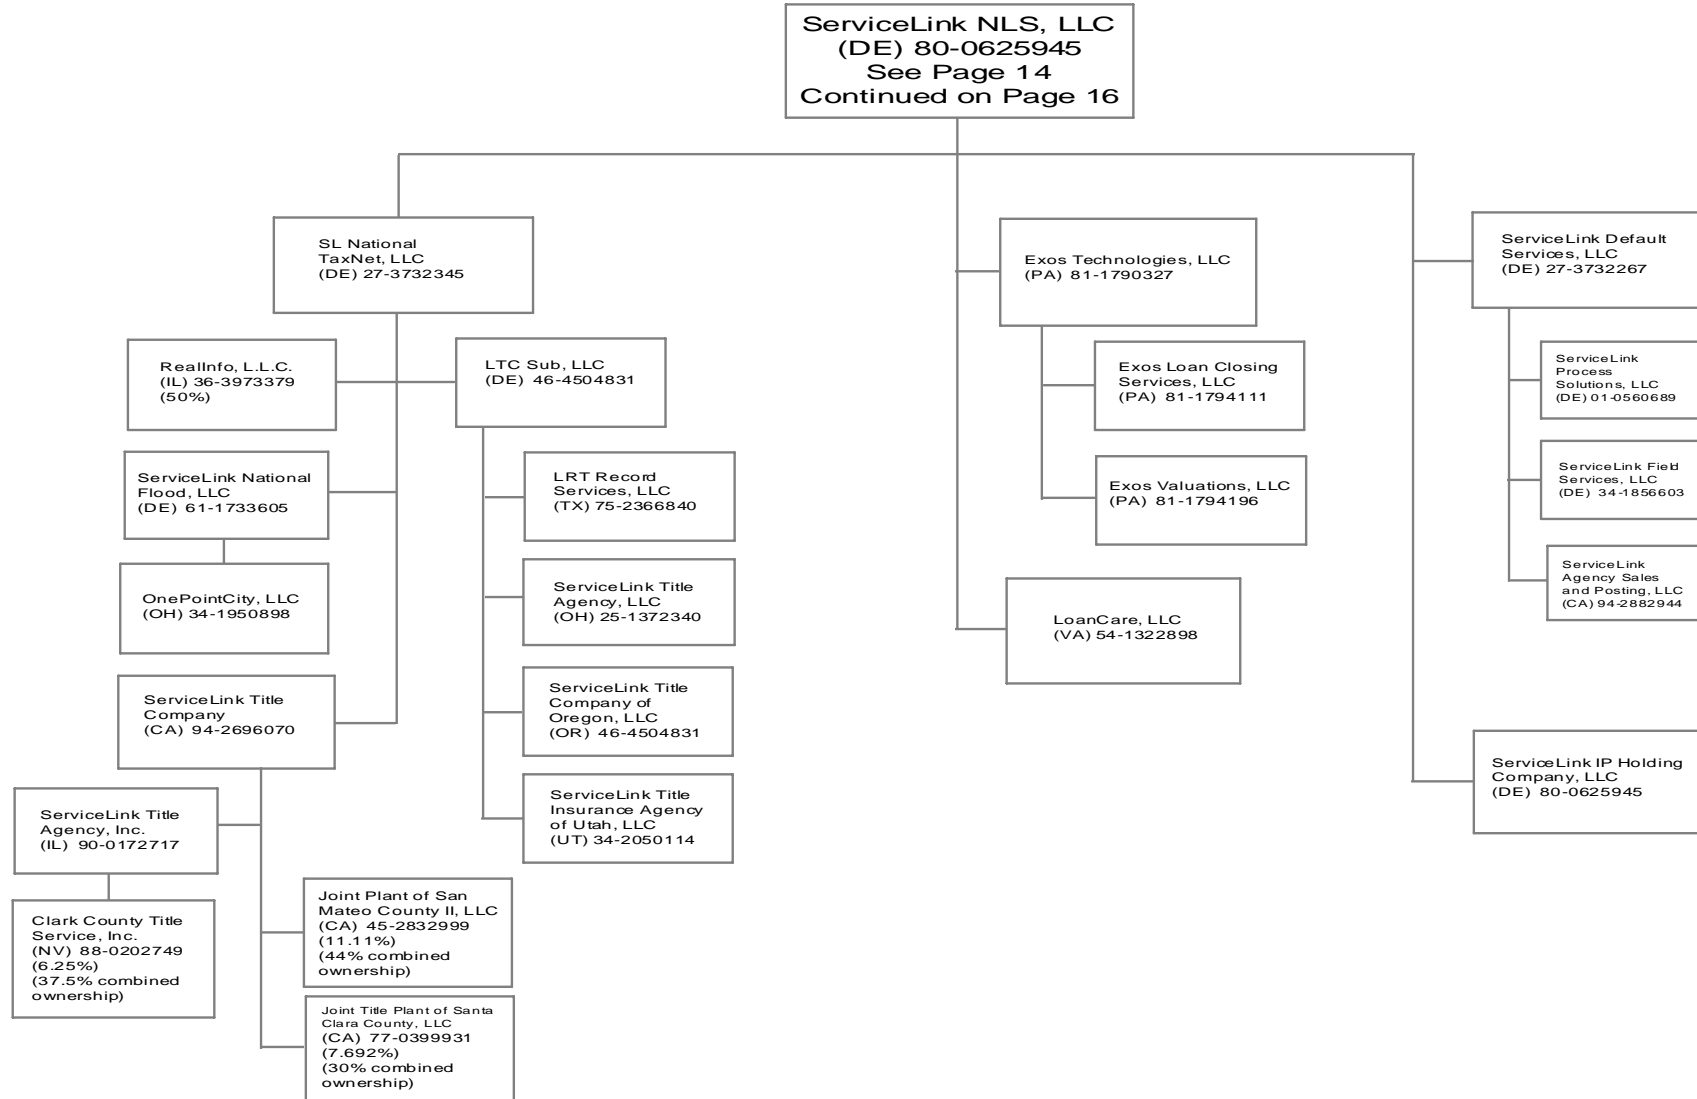 ServiceLink NLS, LLC
(DE) 80-0625945
See Page 14
Continued on Page 16
SL National
TaxNet, LLC
(DE) 27-3732345
RealInfo, L.L.C.
(IL) 36-3973379
(50%)
LTC Sub, LLC
(DE) 46-4504831
ServiceLink National
Flood, LLC
(DE) 61-1733605
OnePointCity, LLC
(OH) 34-1950898
ServiceLink Title
Company
(CA) 94-2696070
ServiceLink Title
Agency, Inc.
(IL) 90-0172717
Clark County Title
Service, Inc.
(NV) 88-0202749
(6.25%)
(37.5% combined
ownership)
Joint Plant of San
Mateo County II, LLC
(CA) 45-2832999
(11.11%)
(44% combined
ownership)
Joint Title Plant of Santa
Clara County, LLC
(CA) 77-0399931
(7.692%)
(30% combined
ownership)
LRT Record
Services, LLC
(TX) 75-2366840
ServiceLink Title
Agency, LLC
(OH) 25-1372340
ServiceLink Title
Company of
Oregon, LLC
(OR) 46-4504831
ServiceLink Title
Insurance Agency
of Utah, LLC
(UT) 34-2050114
Exos Technologies, LLC
(PA) 81-1790327
Exos Loan Closing
Services, LLC
(PA) 81-1794111
Exos Valuations, LLC
(PA) 81-1794196
LoanCare, LLC
(VA) 54-1322898
ServiceLink Default
Services, LLC
(DE) 27-3732267
ServiceLink
Process
Solutions, LLC
(DE) 01-0560689
ServiceLink Field
Services, LLC
(DE) 34-1856603
ServiceLink
Agency Sales
and Posting, LLC
(CA) 94-2882944
ServiceLink IP Holding
Company, LLC
(DE) 80-0625945